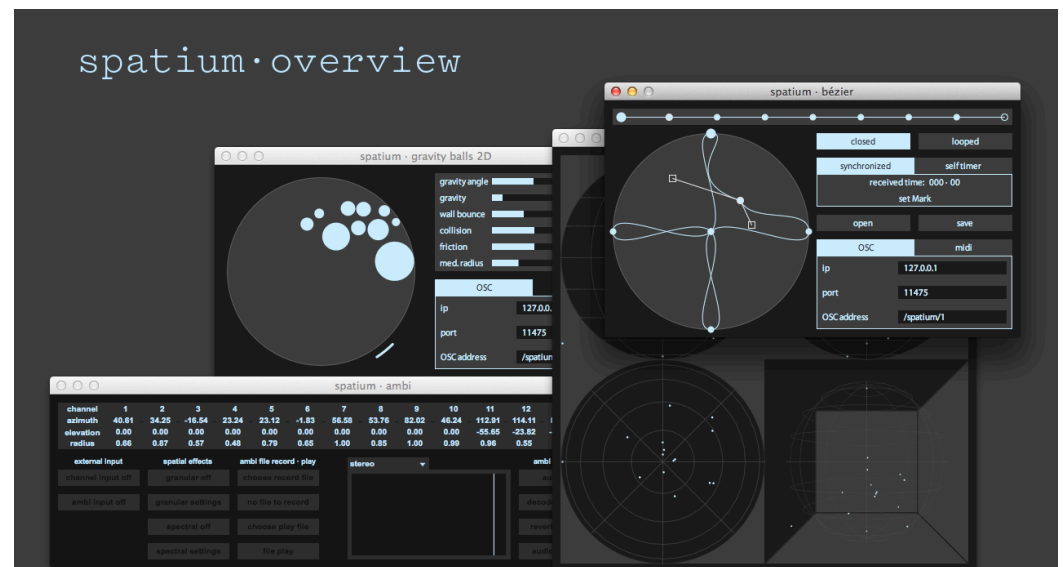 spatium·overview
spatium · bézier
closed looped
synchronized self timer
received time: 000 · 00
set Mark
open save
OSC midi
ip 127.0.0.1
port 11475
OSC address /spatium/1
spatium · gravity balls 2D
gravity angle
gravity
wall bounce
collision
friction
med. radius
OSC
ip 127.0.0.
port 11475
OSC address /spatium
spatium · ambi
channel 1 2 3 4 5 6 7 8 9 10 11 12
azimuth 40.61 34.25 -16.54 23.24 23.12 -1.83 56.58 53.76 82.02 46.24 -112.91 114.11
elevation 0.00 0.00 0.00 0.00 0.00 0.00 0.00 0.00 0.00 0.00 -55.65 -23.82
radius 0.66 0.87 0.57 0.48 0.79 0.65 1.00 0.85 1.00 0.99 0.96 0.55
external input spatial effects ambi file record · play stereo ambi
channel input off granular off choose record file
ambi input off granular settings no file to record decod
spectral off choose play file rever
spectral settings file play audi